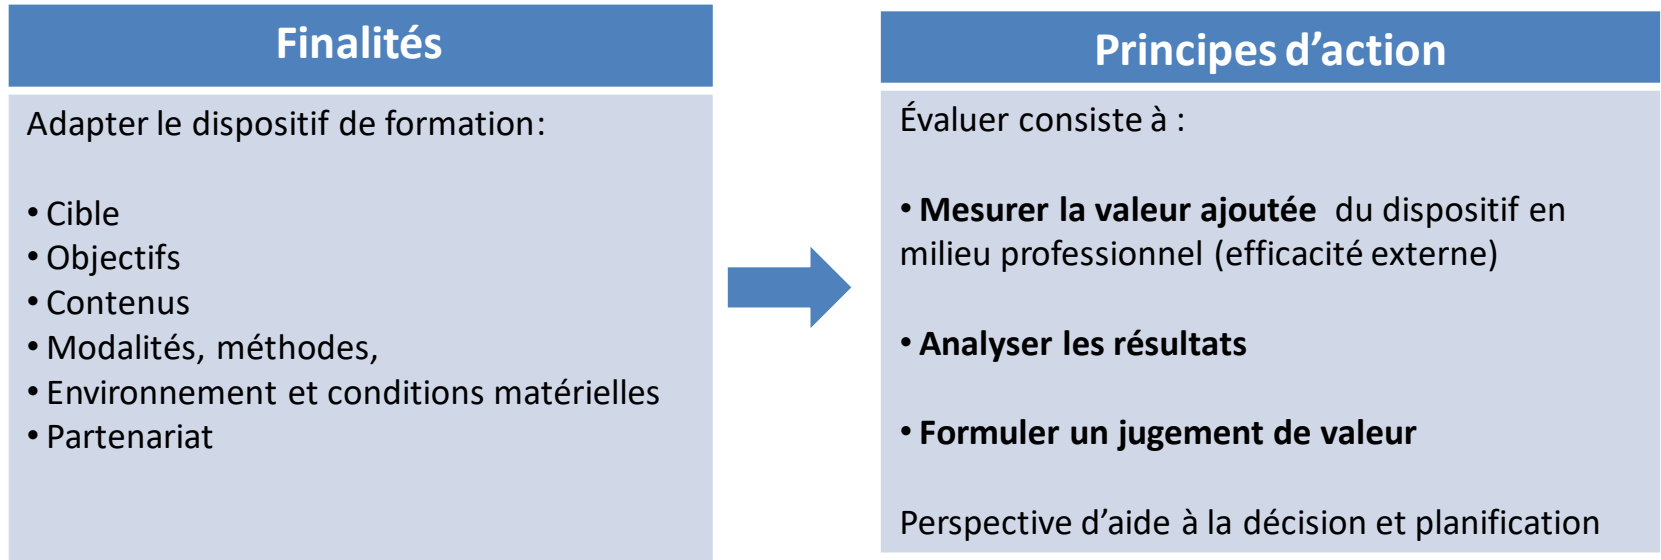 Finalités
Adapter le dispositif de formation:
• Cible
• Objectifs
• Contenus
• Modalités, méthodes,
• Environnement et conditions matérielles
• Partenariat
Principes d’action
Évaluer consiste à :
• Mesurer la valeur ajoutée du dispositif en
milieu professionnel (efficacité externe)
• Analyser les résultats
• Formuler un jugement de valeur
Perspective d’aide à la décision et planification